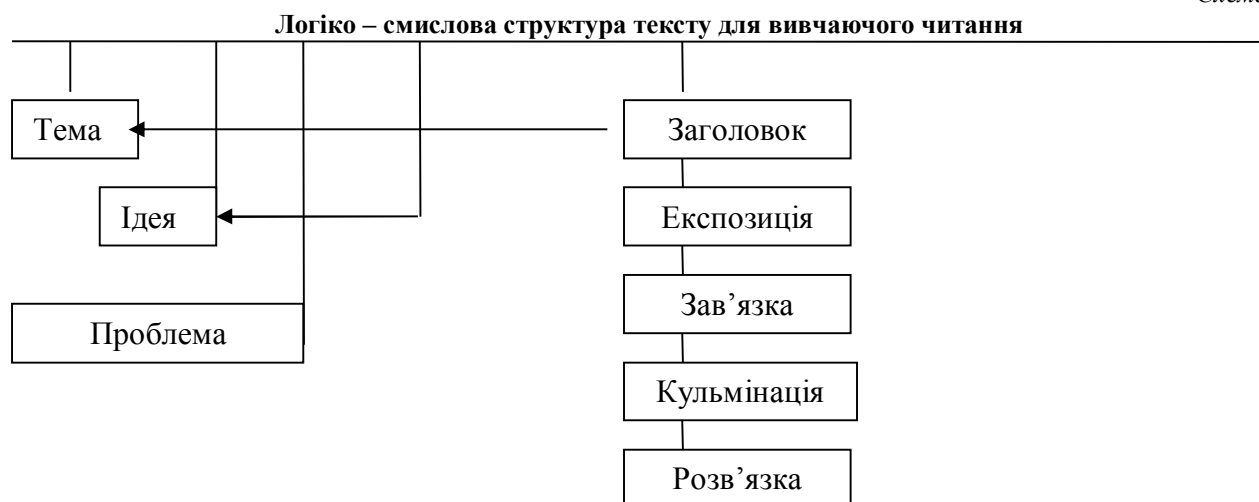 Логіко – смислова структура тексту для вивчаючого читання
Тема
Заголовок
Ідея
Експозиція
Зав’язка
Проблема
Кульмінація
Розв’язка